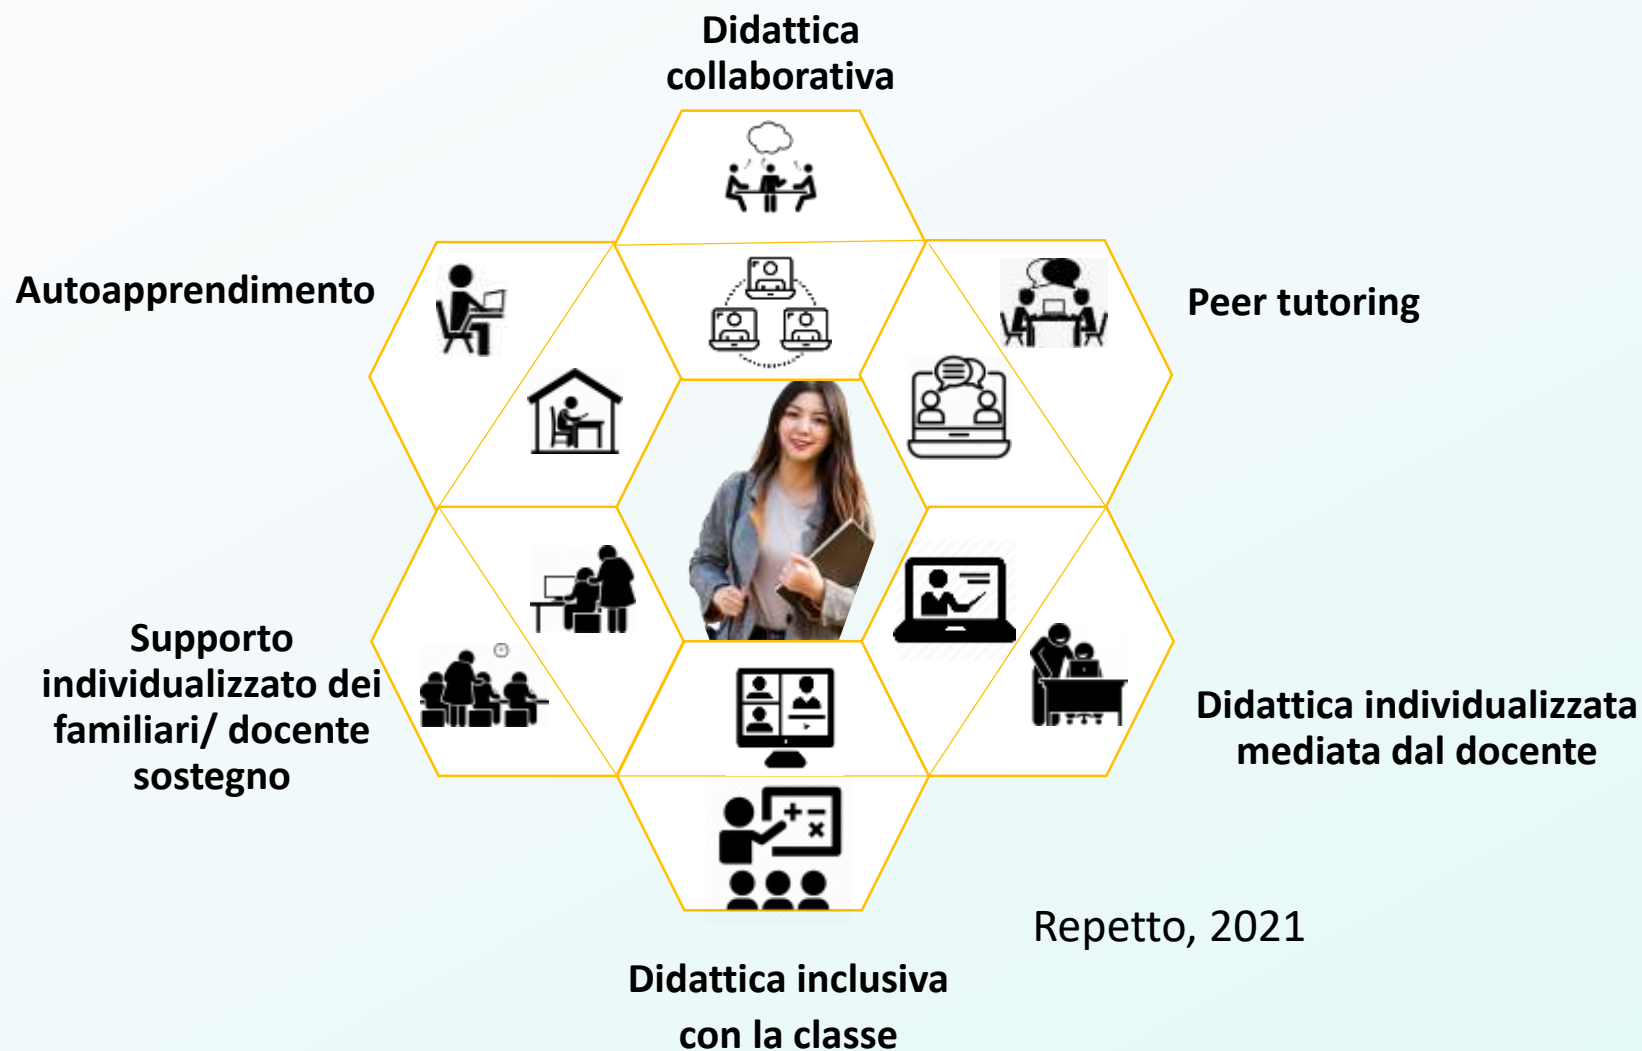 Didattica
collaborativa
Autoapprendimento
Peer tutoring
Supporto
individualizzato dei
familiari/ docente
sostegno
Didattica individualizzata
mediata dal docente
Repetto, 2021
Didattica inclusiva
con la classe